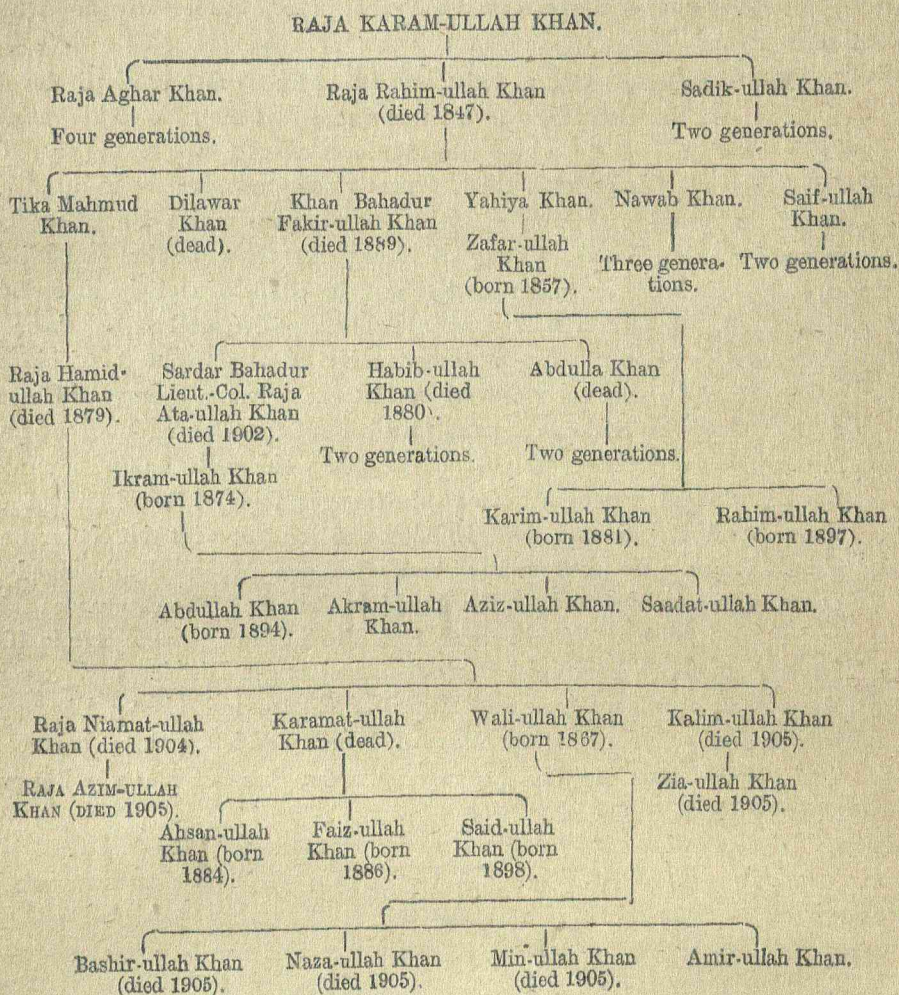 RAJA KARAM-ULLAH KHAN.
Raja Aghar Khan.
Four generations.
Raja Rahim-ullah Khan
(died 1847).
Sadik-ullah Khan.
Two generations.
Tika Mahmud
Khan.
Dilawar
Khan
(dead).
Khan Bahadur
Fakir-ullah Khan
(died 1889).
Yahiya Khan.
Zafar-ullah
Khan
(born 1857).
Nawab Khan.
Three genera-
tions.
Saif-ullah
Khan.
Two generations.
Raja Hamid-
ullah Khan
(died 1879).
Sardar Bahadur
Lieut.-Col. Raja
Ata-ullah Khan
(died 1902).
Ikram-ullah Khan
(born 1874).
Habib-ullah
Khan (died
1880).
Two generations.
Abdulla Khan
(dead).
Two generations.
Karim-ullah Khan
(born 1881).
Rahim-ullah Khan
(born 1897).
Abdullah Khan
(born 1894).
Akram-ullah
Khan.
Aziz-ullah Khan.
Saadat-ullah Khan.
Raja Niamat-ullah
Khan (died 1904).
RAJA AZIM-ULLAH
KHAN (DIED 1905).
Karamat-ullah
Khan (dead).
Wali-ullah Khan
(born 1867).
Kalim-ullah Khan
(died 1905).
Zia-ullah Khan
(died 1905).
Ahsan-ullah
Khan (born
1884).
Faiz-ullah
Khan (born
1886).
Said-ullah
Khan (born
1898).
Bashir-ullah Khan
(died 1905).
Naza-ullah Khan
(died 1905).
Min-ullah Khan
(died 1905).
Amir-ullah Khan.